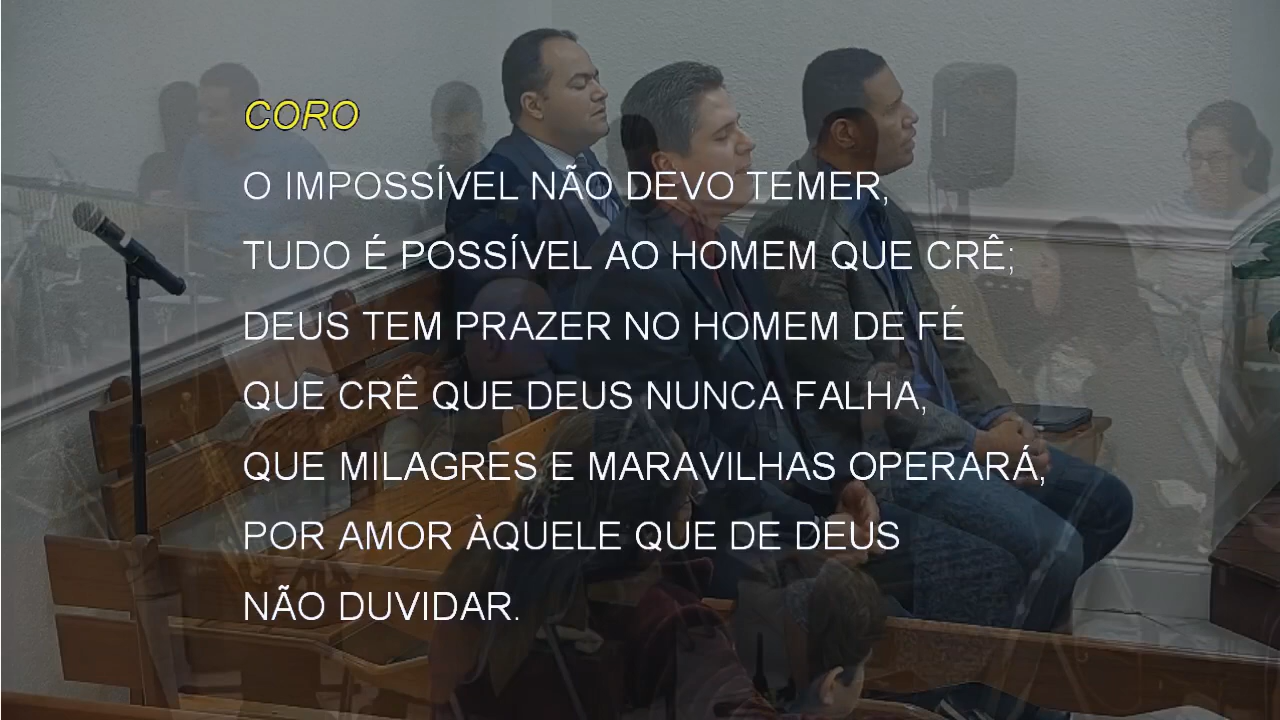 CORO
O IMPOSSÍVEL NÃO DEVO TEMER,
TUDO É POSSÍVEL AO HOMEM QUE CRÊ;
DEUS TEM PRAZER NO HOMEM DE FÉ
QUE CRÊ QUE DEUS NUNCA FALHA,
QUE MILAGRES E MARAVILHAS OPERARÁ,
POR AMOR ÀQUELE QUE DE DEUS
NÃO DUVIDAR.